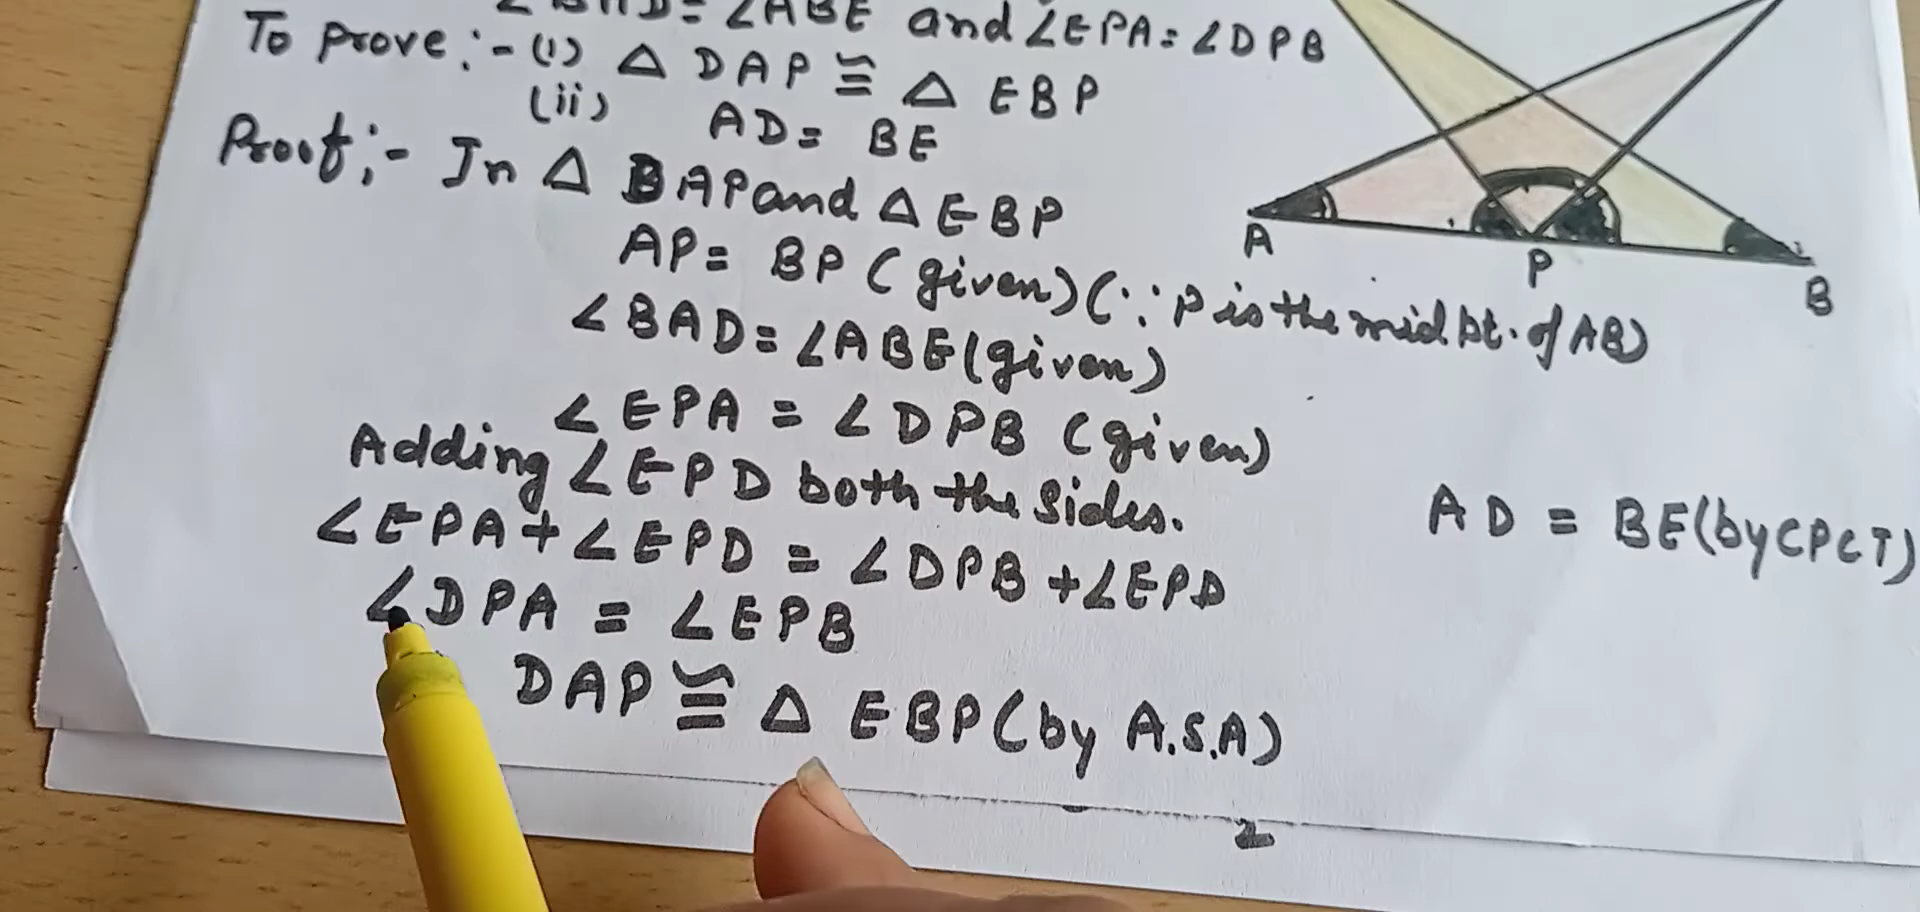 ∠BAD = ∠ABE and ∠EPA = ∠DPB
To prove:- (i) △ DAP ≅ △ EBP
(ii) AD = BE
Proof:- In △ BAP and △ EBP
AP = BP (given) (∵ P is the mid pt. of AB)
∠BAD = ∠ABE (given)
∠EPA = ∠DPB (given)
Adding ∠EPD both the sides.
∠EPA + ∠EPD = ∠DPB + ∠EPD
∠DPA = ∠EPB
DAP ≅ △ EBP (by A.S.A)
AD = BE (by CPCT)
A
P
B
2